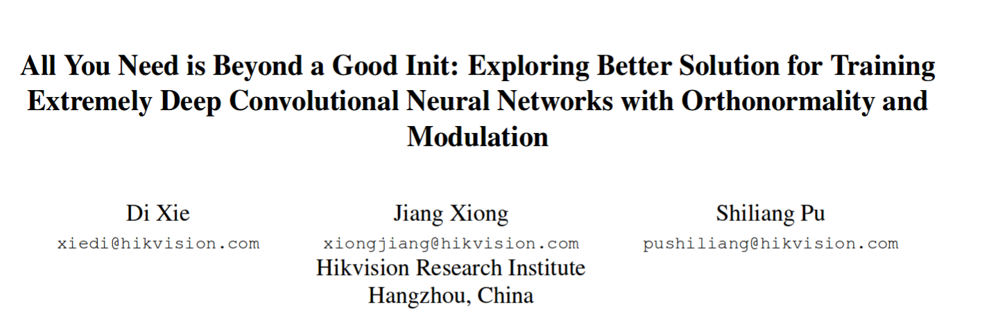 All You Need is Beyond a Good Init: Exploring Better Solution for Training
Extremely Deep Convolutional Neural Networks with Orthonormality and
Modulation
Di Xie Jiang Xiong Shiliang Pu
xiedi@hikvision.com xiongjiang@hikvision.com pushiliang@hikvision.com
Hikvision Research Institute
Hangzhou, China